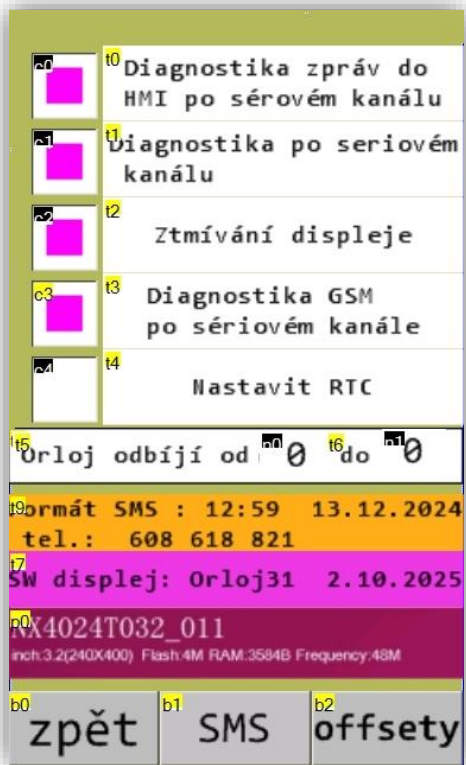 c0 t0 Diagnostika zpráv do
HMI po sérovém kanálu
c1 t1 Diagnostika po seriovém
kanálu
c2 t2 Ztmívání displeje
c3 t3 Diagnostika GSM
po sériovém kanále
c4 t4 Nastavit RTC
t5 Orloj odbíjí od n0 0 t6 do n1 0
t9 Formát SMS : 12:59 13.12.2024
tel.: 608 618 821
t7 SW displej: Orloj31 2.10.2025
p0 NX4024T032_011
inch:3.2(240X400) Flash:4M RAM:3584B Frequency:48M
b0 zpět b1 SMS b2 offsety